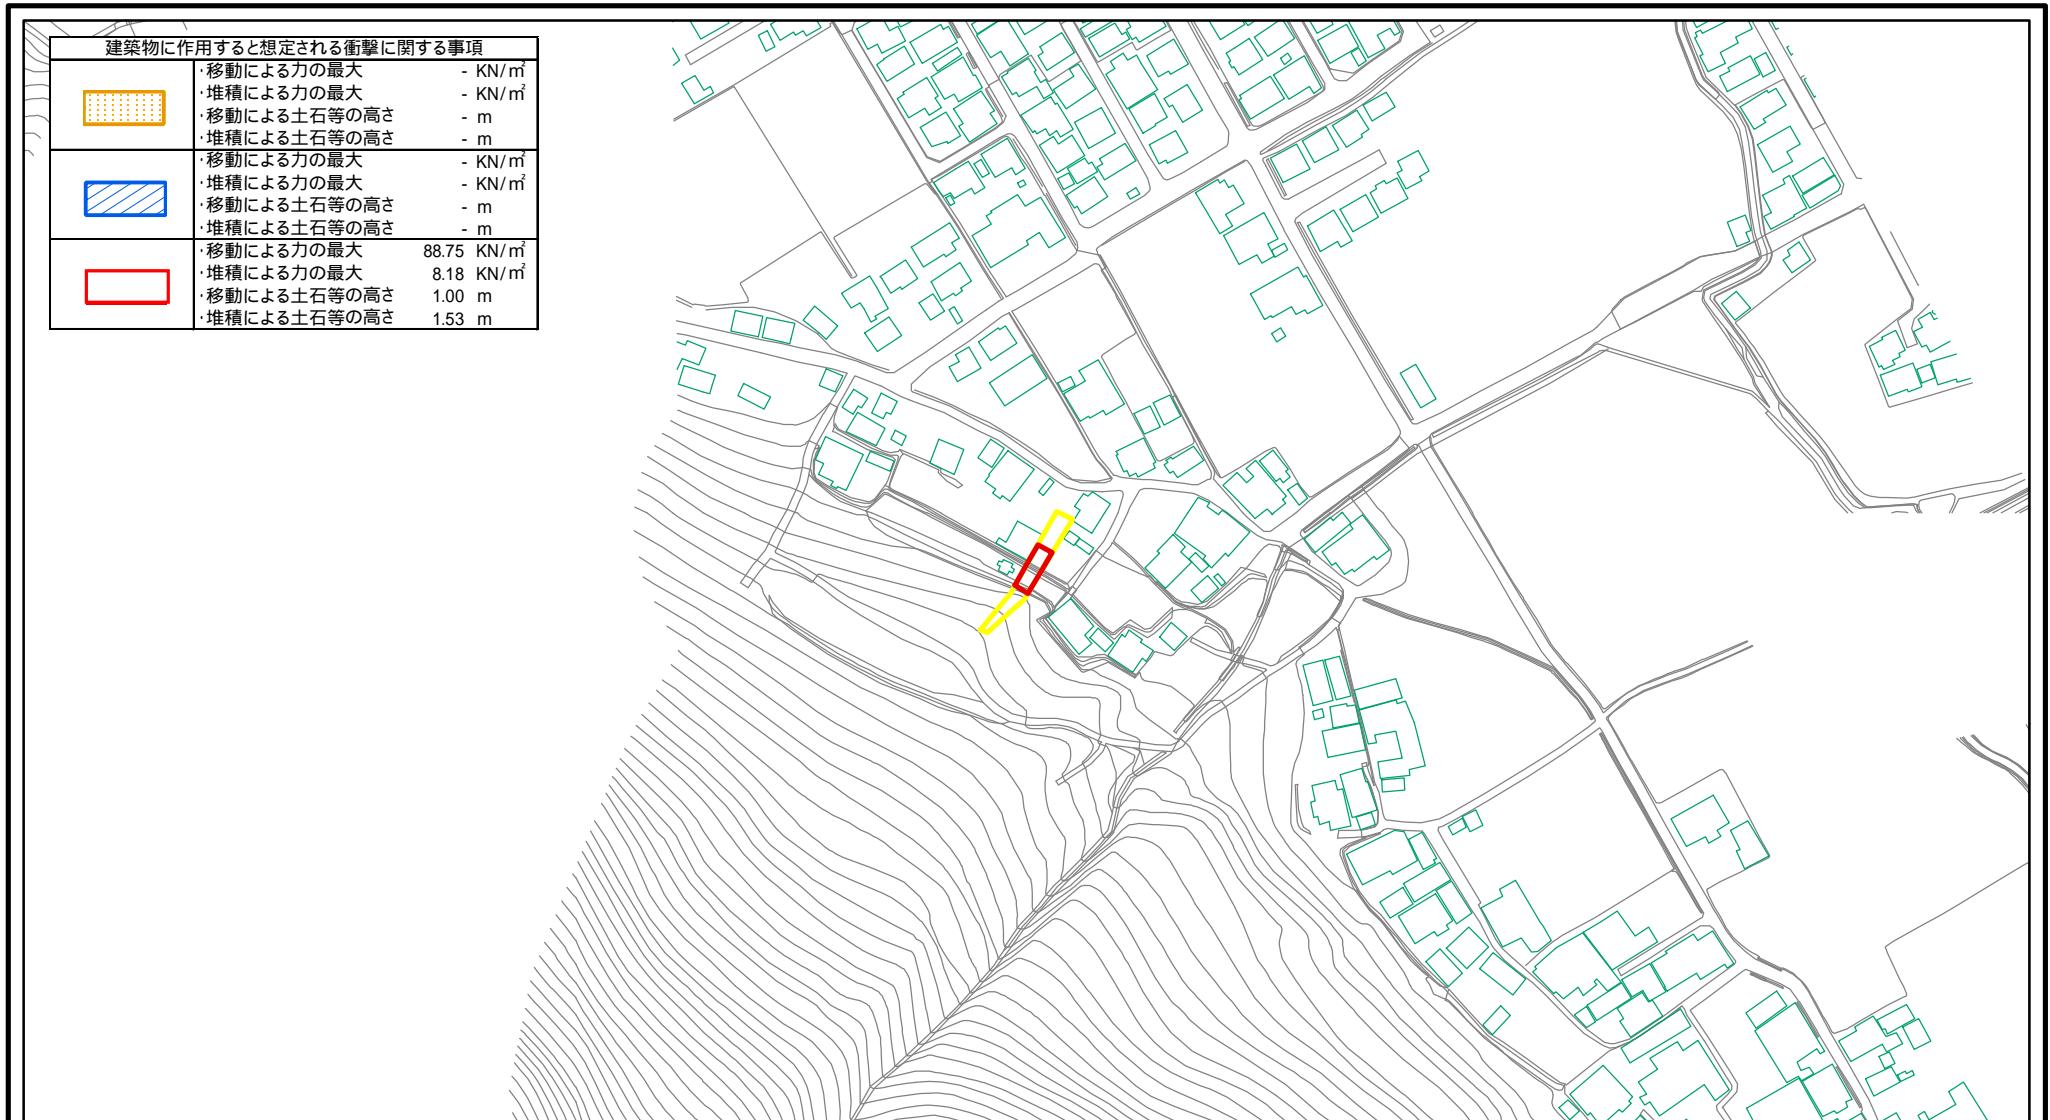 建築物に作用すると想定される衝撃に関する事項
･移動による力の最大 - KN/㎡
･堆積による力の最大 - KN/㎡
･移動による土石等の高さ - m
･堆積による土石等の高さ - m
･移動による力の最大 - KN/㎡
･堆積による力の最大 - KN/㎡
･移動による土石等の高さ - m
･堆積による土石等の高さ - m
･移動による力の最大 88.75 KN/㎡
･堆積による力の最大 8.18 KN/㎡
･移動による土石等の高さ 1.00 m
･堆積による土石等の高さ 1.53 m